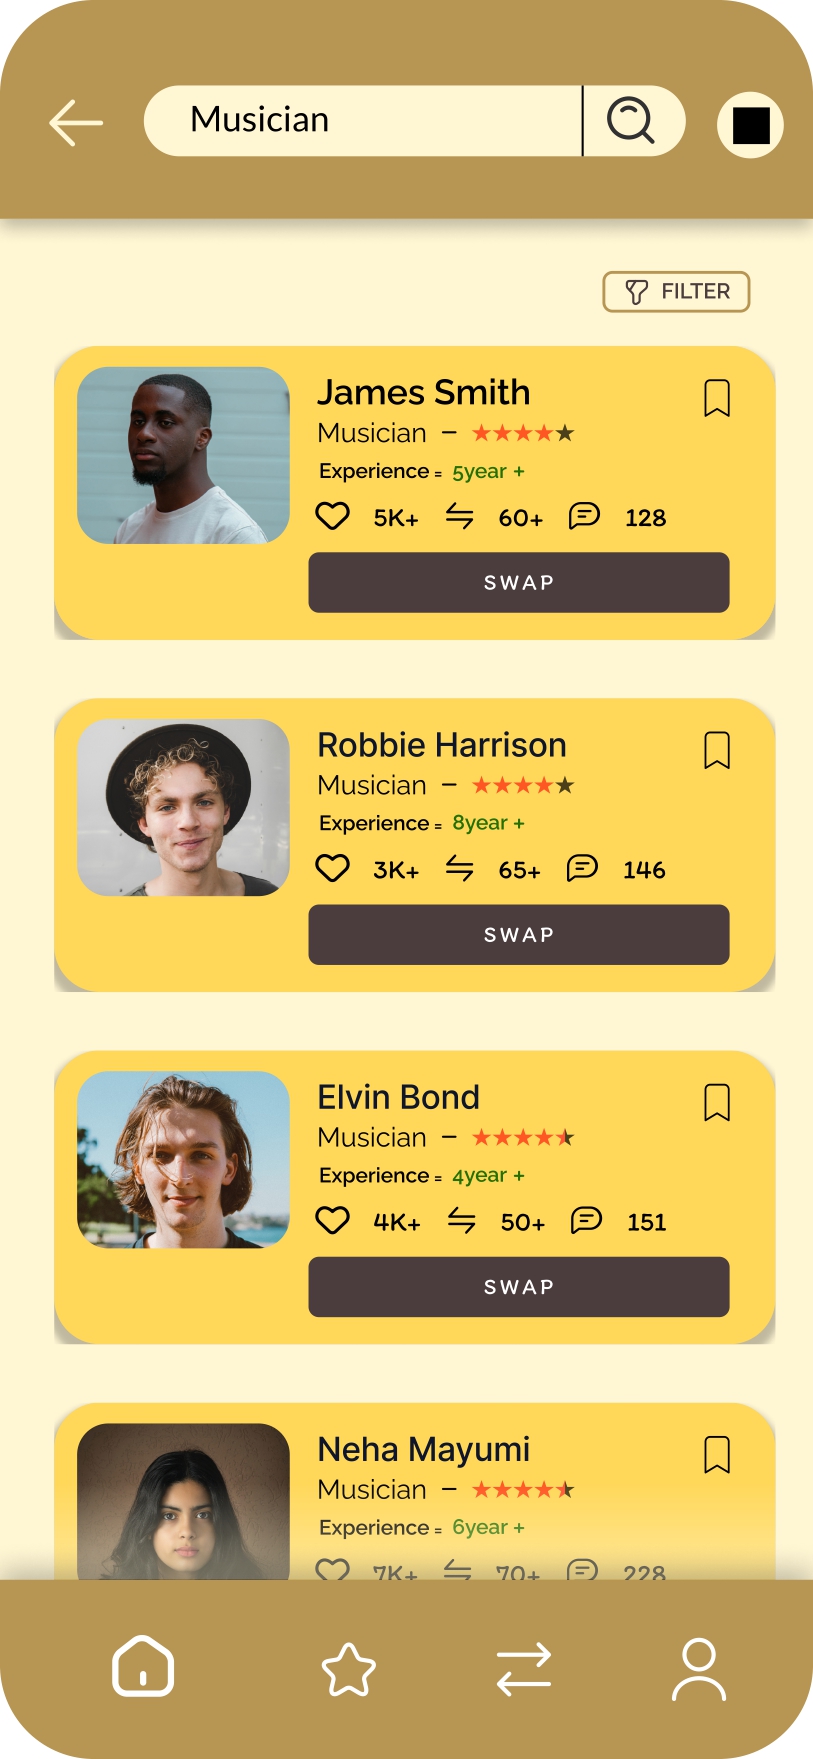 Musician
FILTER
James Smith
Musician –
Experience = 5year +
5K+ 60+ 128
SWAP
Robbie Harrison
Musician –
Experience = 8year +
3K+ 65+ 146
SWAP
Elvin Bond
Musician –
Experience = 4year +
4K+ 50+ 151
SWAP
Neha Mayumi
Musician –
Experience = 6year +
7K+ 70+ 228